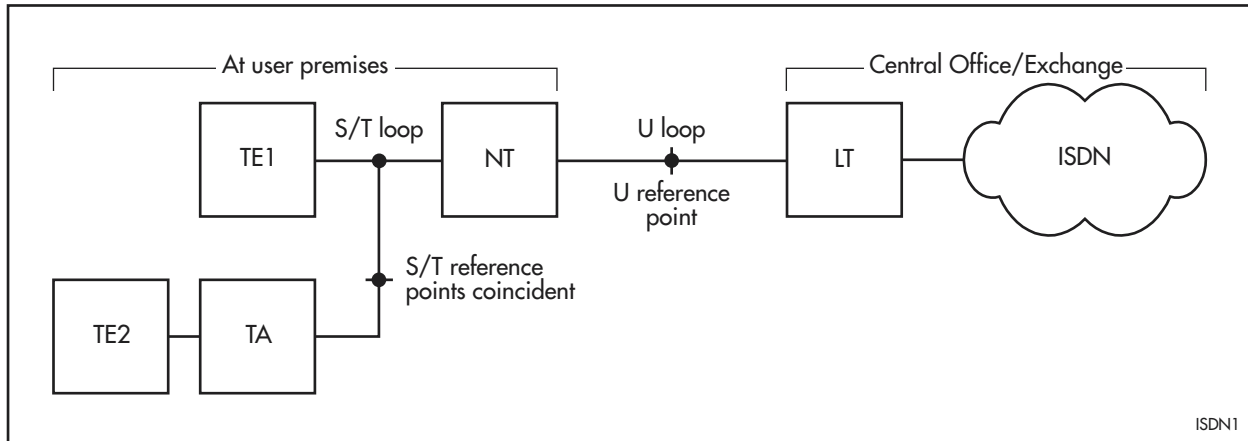 At user premises
Central Office/Exchange
TE1
S/T loop
NT
U loop
U reference
point
LT
ISDN
S/T reference
points coincident
TE2
TA
ISDN1